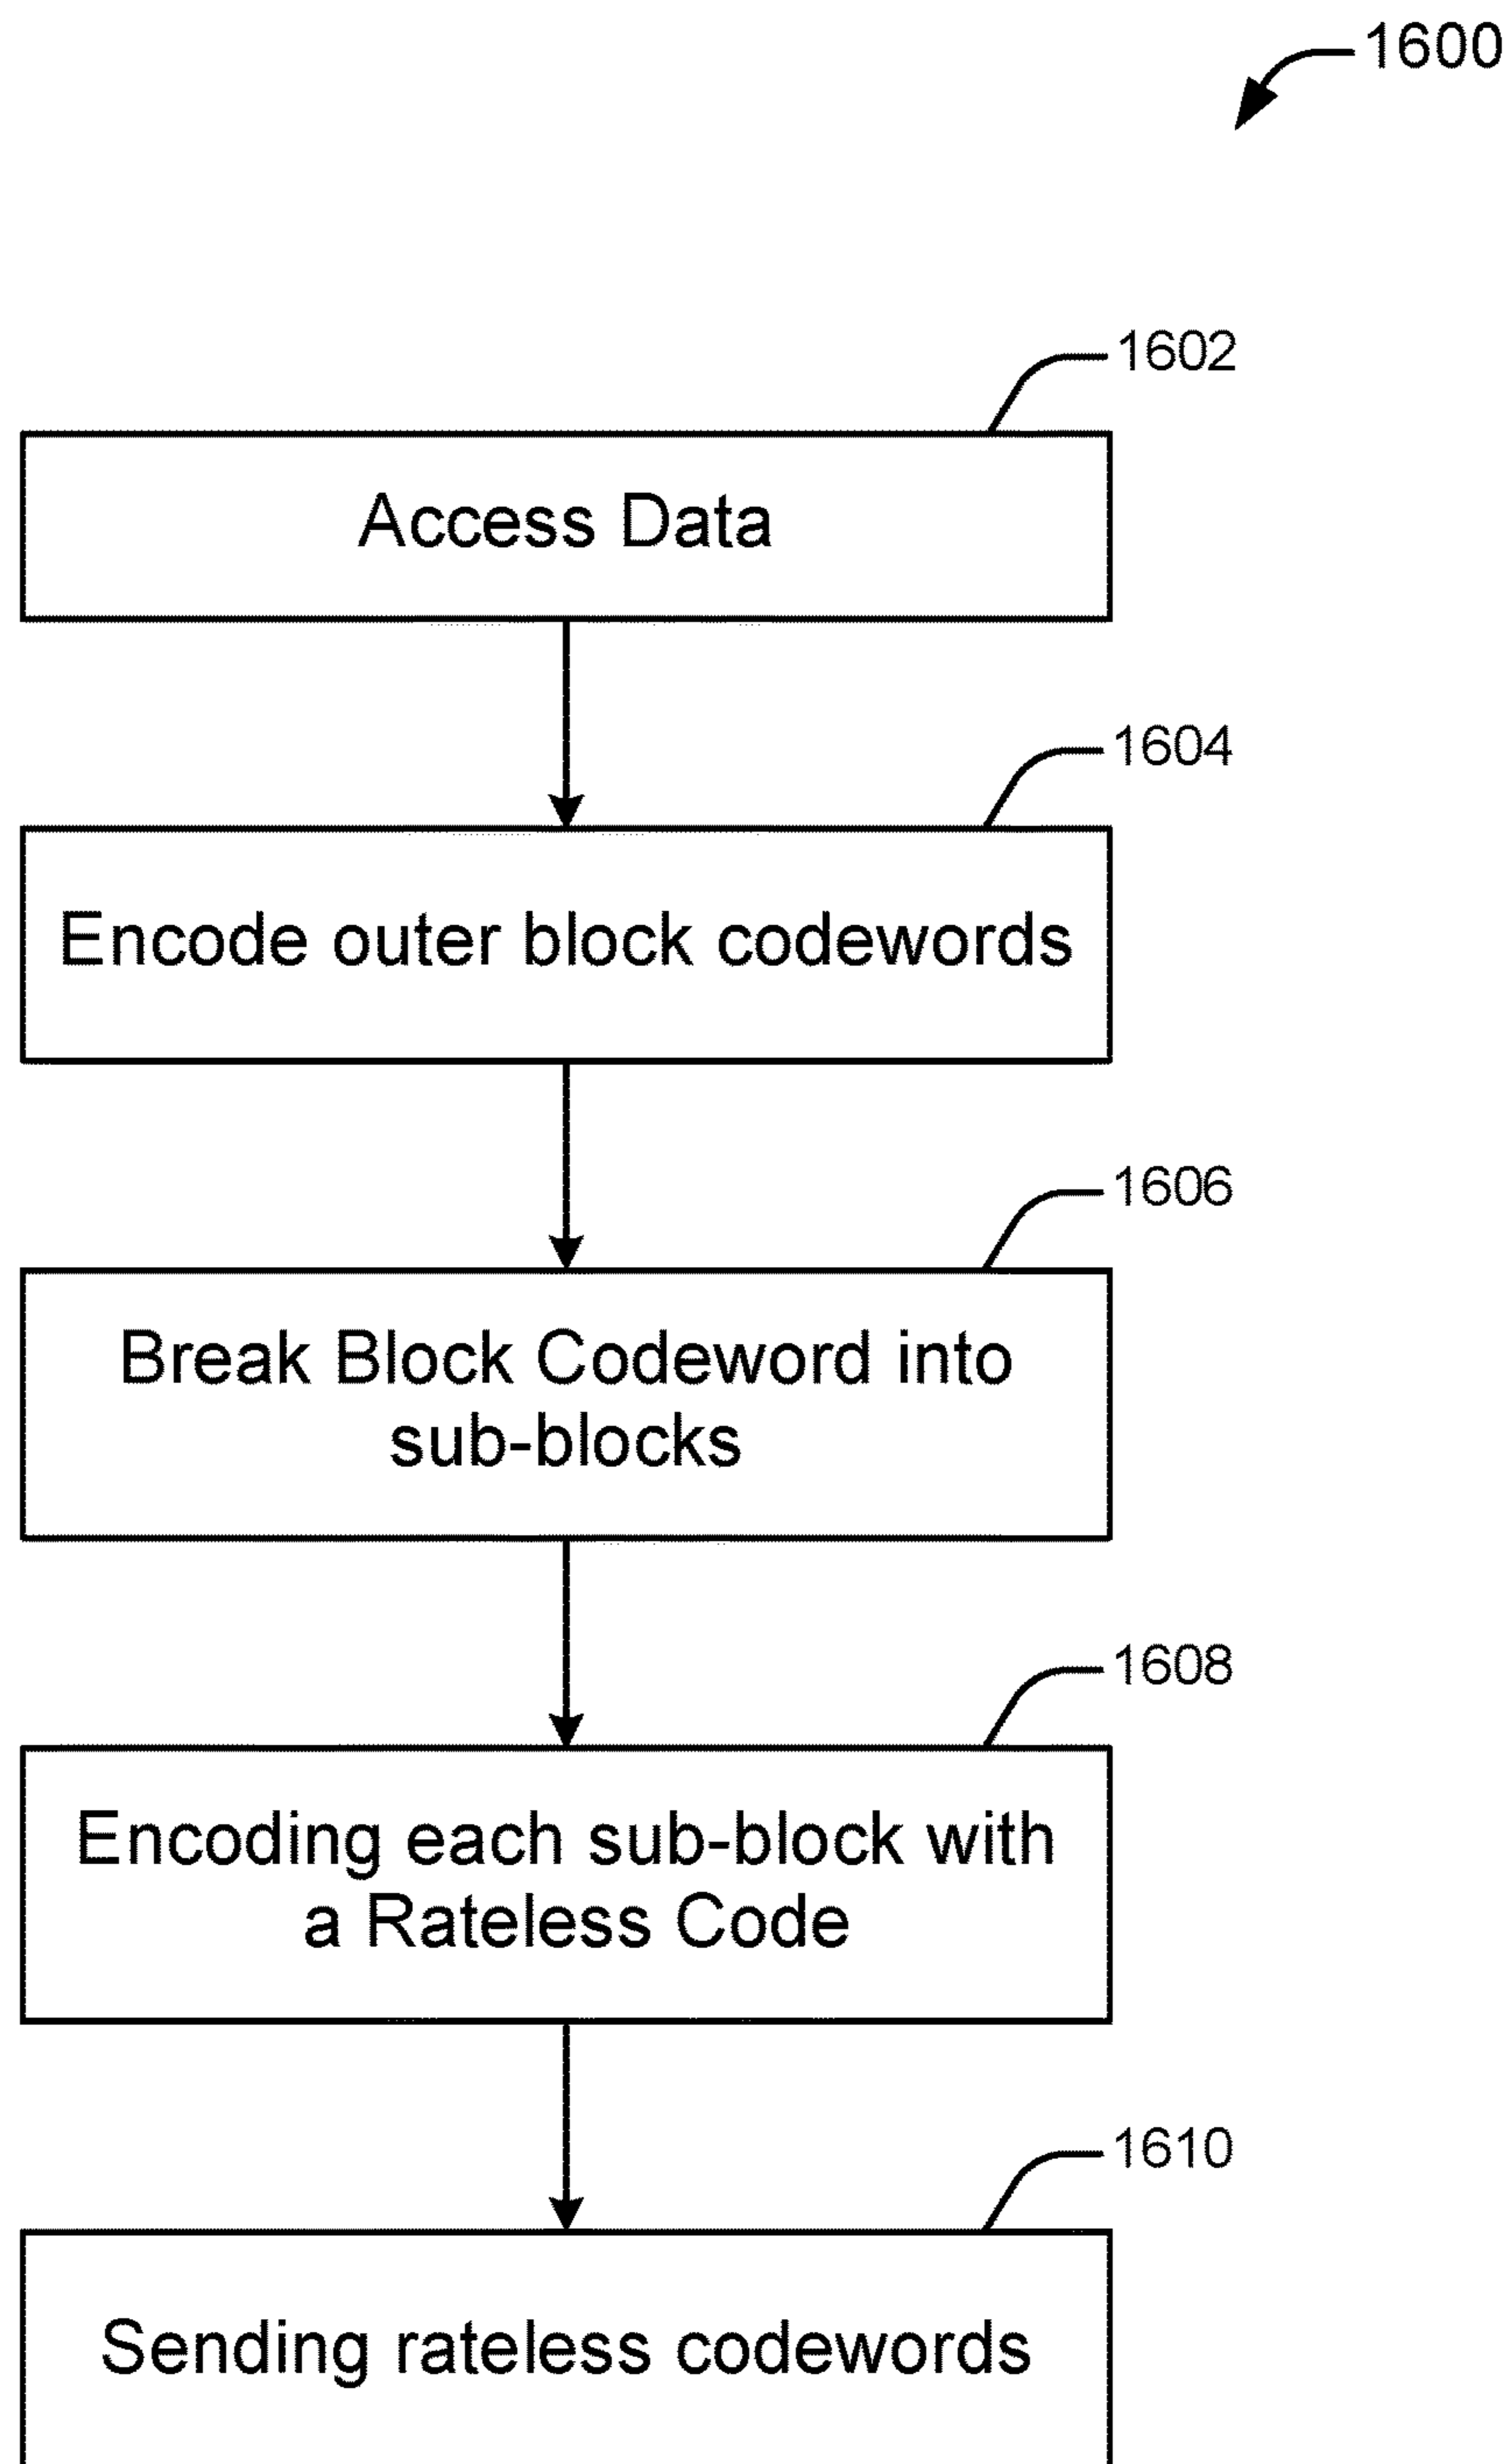 1600
1602
Access Data
1604
Encode outer block codewords
1606
Break Block Codeword into
sub-blocks
1608
Encoding each sub-block with
a Rateless Code
1610
Sending rateless codewords